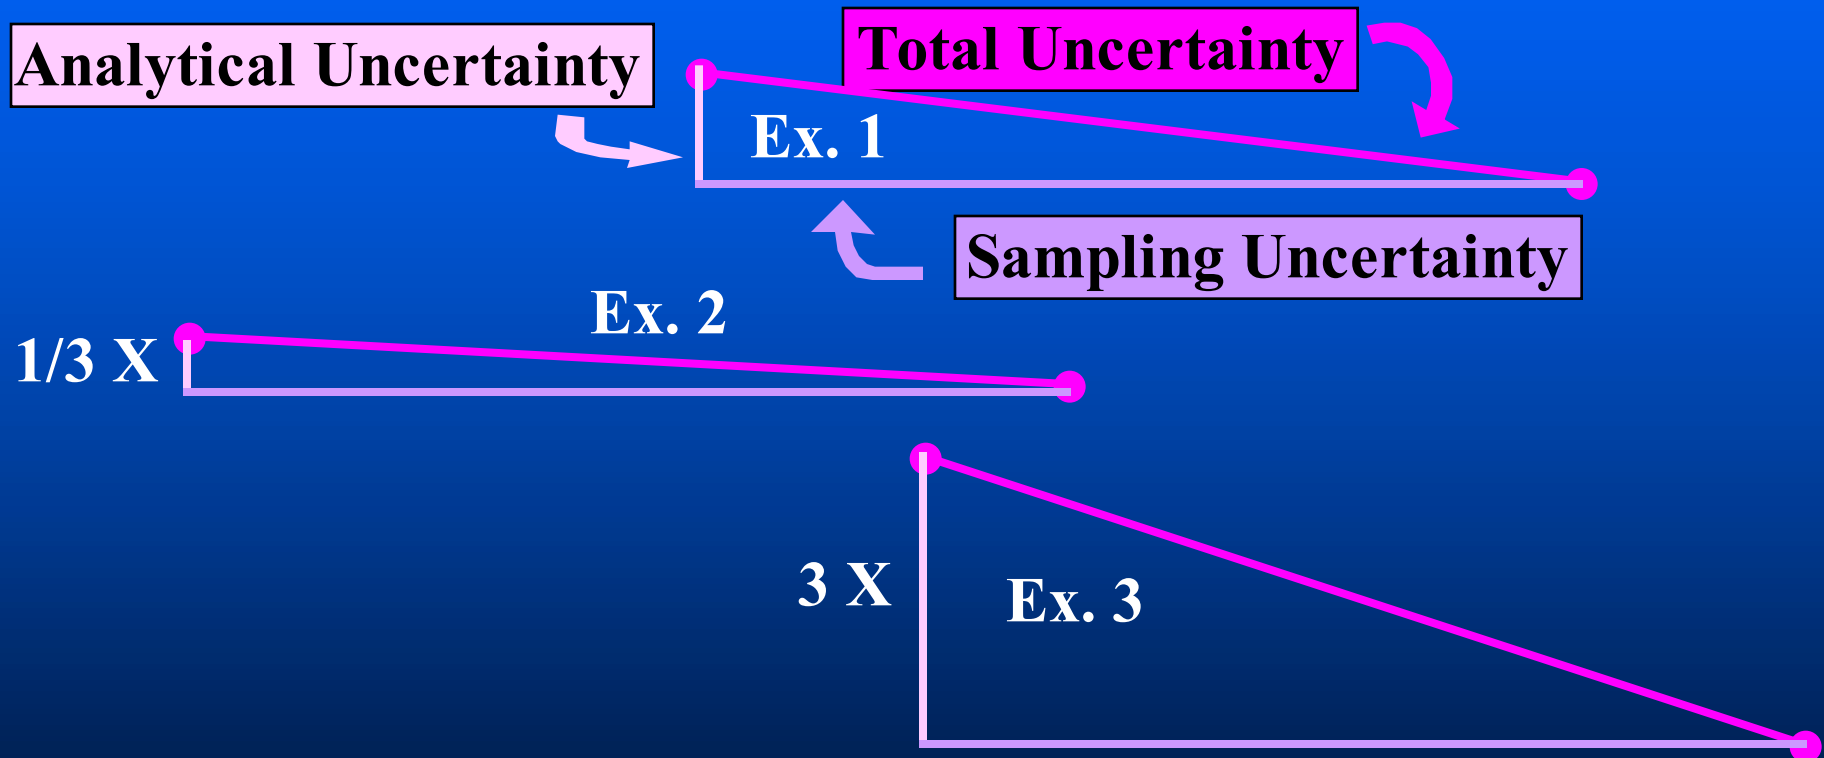 Analytical Uncertainty
Total Uncertainty
Ex. 1
Sampling Uncertainty
Ex. 2
1/3 X
3 X
Ex. 3